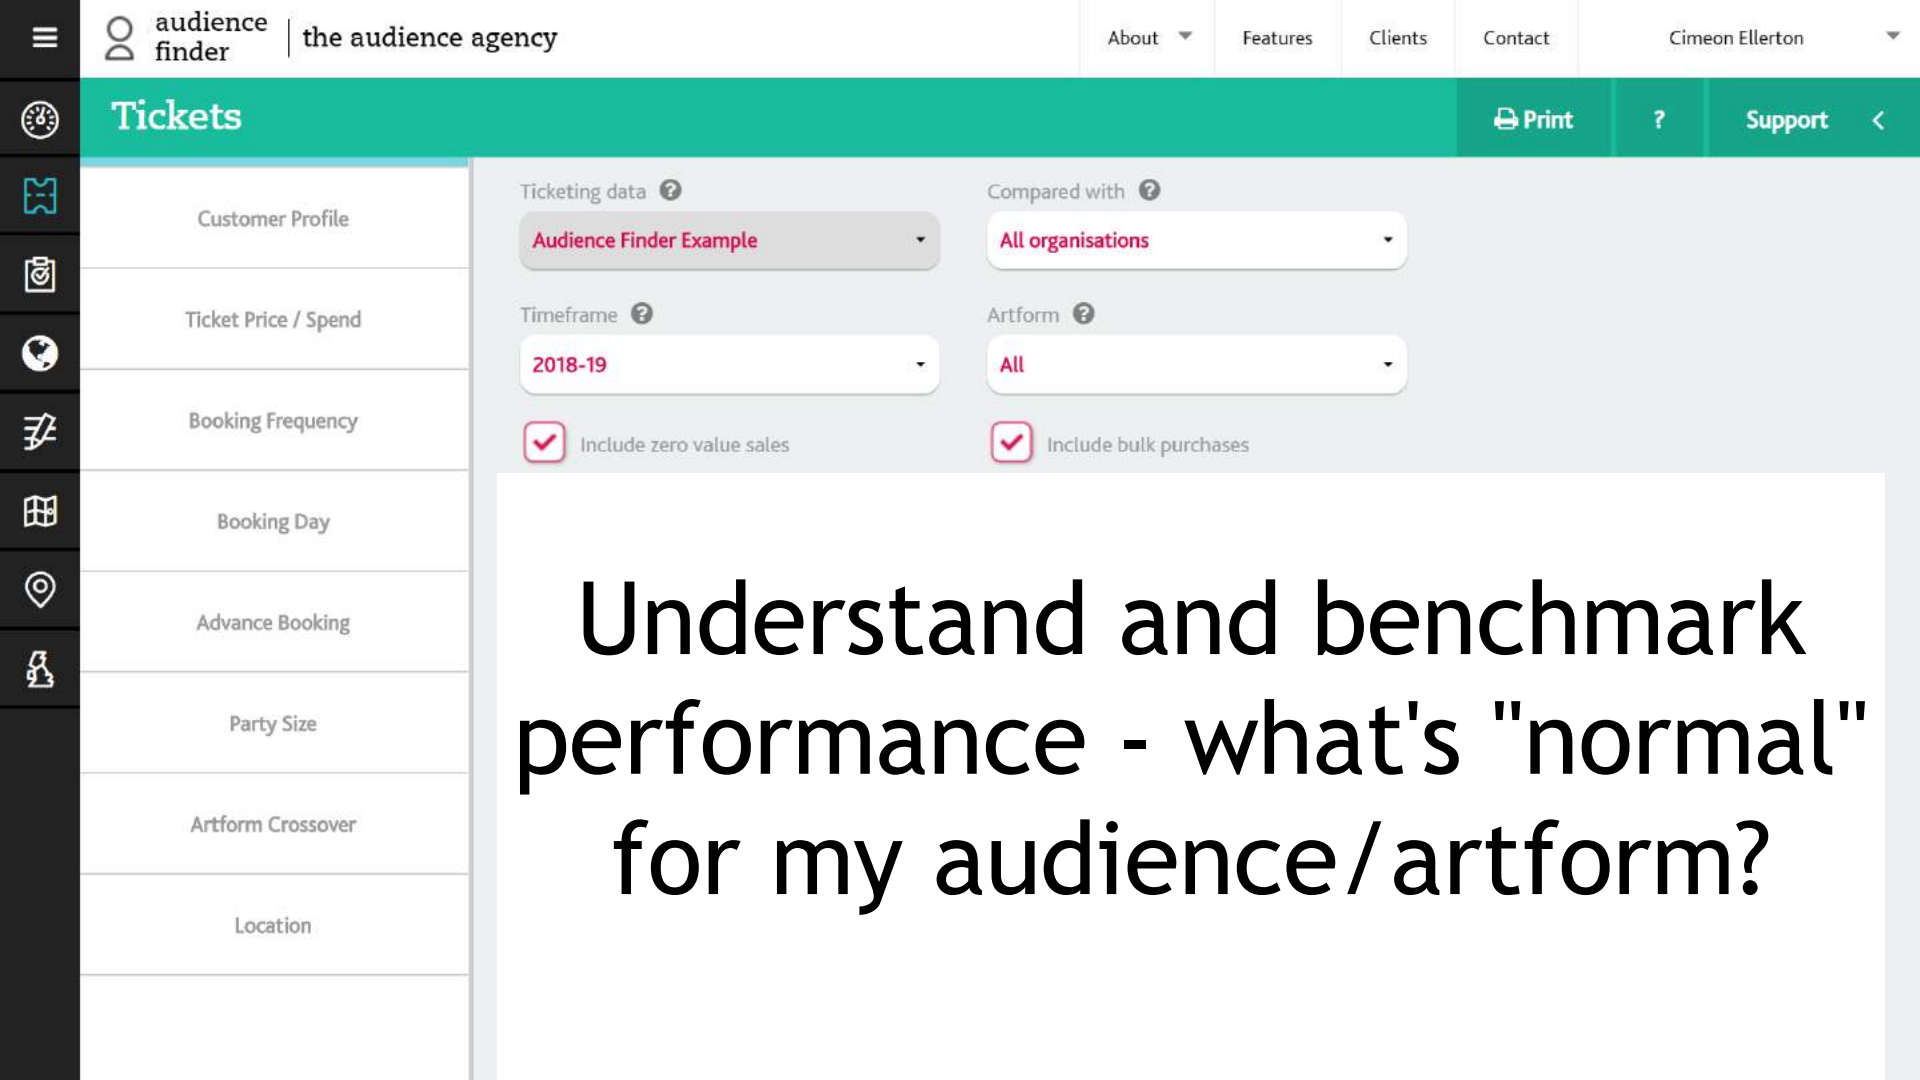 audience
finder
the audience agency
About
Features
Clients
Contact
Cimeon Ellerton
Tickets
Print
?
Support
Customer Profile
Ticket Price / Spend
Booking Frequency
Booking Day
Advance Booking
Party Size
Artform Crossover
Location
Ticketing data ?
Compared with ?
Audience Finder Example
All organisations
Timeframe ?
Artform ?
2018-19
All
Include zero value sales
Include bulk purchases
Understand and benchmark
performance - what's "normal"
for my audience/artform?